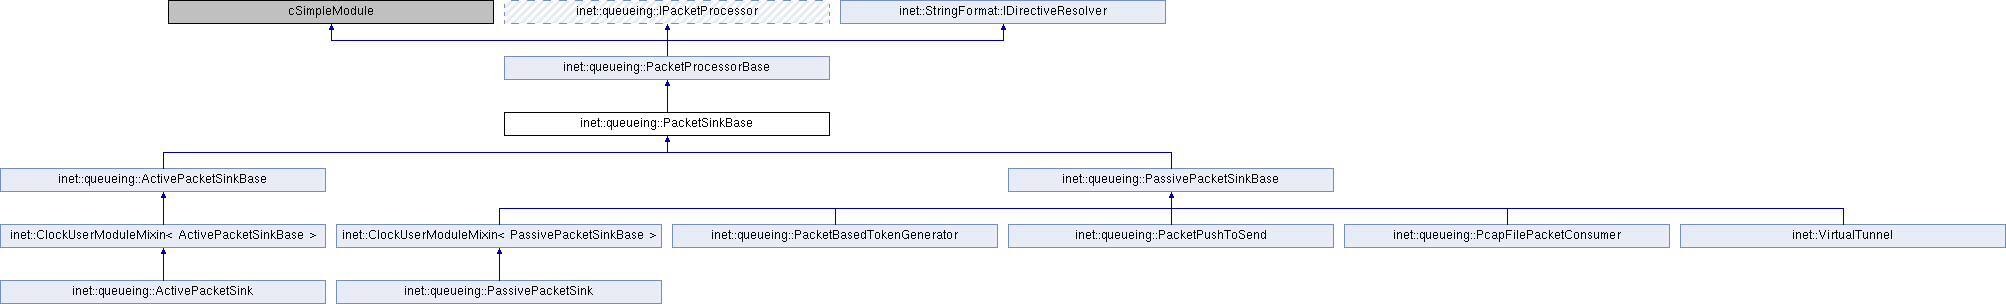 cSimpleModule
inet::queueing::IPacketProcessor
inet::StringFormat::IDirectiveResolver
inet::queueing::PacketProcessorBase
inet::queueing::PacketSinkBase
inet::queueing::ActivePacketSinkBase
inet::queueing::PassivePacketSinkBase
inet::ClockUserModuleMixin< ActivePacketSinkBase >
inet::ClockUserModuleMixin< PassivePacketSinkBase >
inet::queueing::PacketBasedTokenGenerator
inet::queueing::PacketPushToSend
inet::queueing::PcapFilePacketConsumer
inet::VirtualTunnel
inet::queueing::ActivePacketSink
inet::queueing::PassivePacketSink